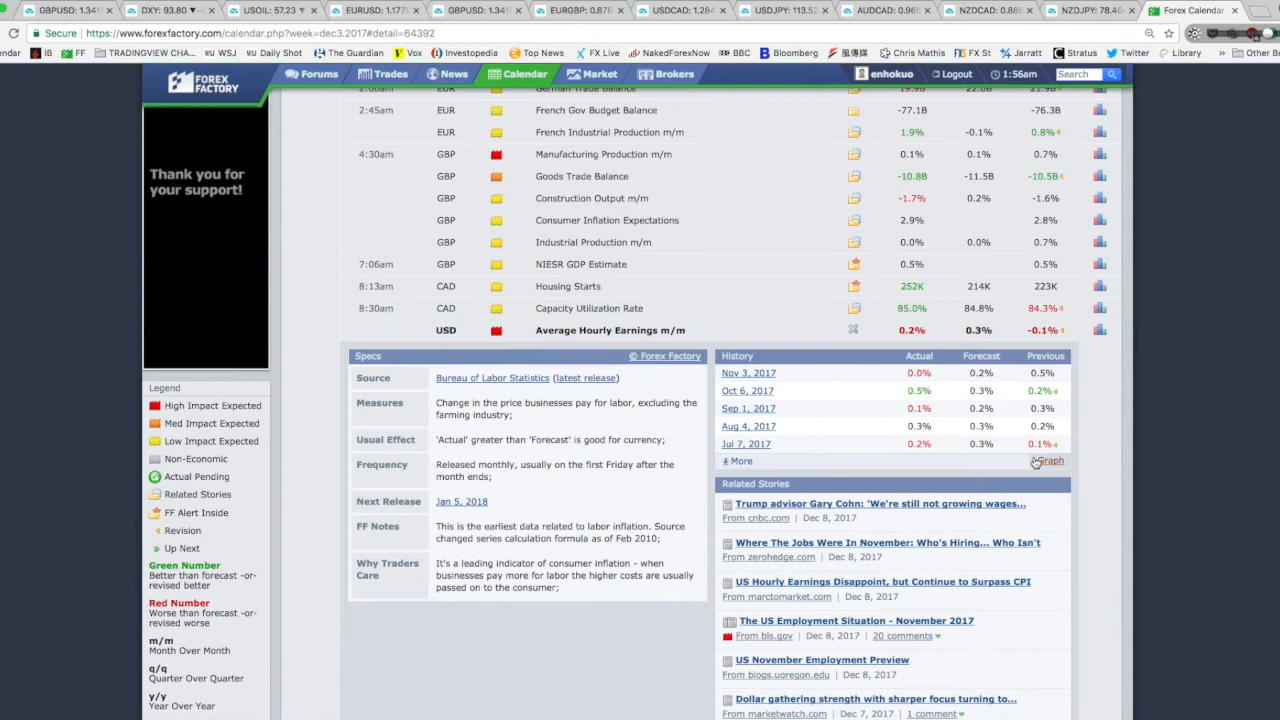 GBPUSD: 1.3417
DXY: 93.80
USOIL: 57.23
EURUSD: 1.177
GBPUSD: 1.341
EURGBP: 0.878
USDCAD: 1.284
USDJPY: 113.5
AUDCAD: 0.96
NZDCAD: 0.88
NZDJPY: 78.40
Forex Calendar
Secure
https://www.forexfactory.com/calendar.php?week=dec3.2017#detail=64392
ndar IB FF TRADINGVIEW CHA... WSJ Daily Shot The Guardian Vox Investopedia Top News FX Live NakedForexNow BBC Bloomberg 風傳媒 Chris Mathis FX St Jarratt Stratus Twitter Library » Other Bo
FOREX FACTORY
Forums Trades News Calendar Market Brokers enhokuo Logout 1:56am Search
2:00am EUR German Trade Balance 19.9B 22.0B 21.9B
2:45am EUR French Gov Budget Balance -77.1B -76.3B
EUR French Industrial Production m/m 1.9% -0.1% 0.8%
4:30am GBP Manufacturing Production m/m 0.1% 0.1% 0.7%
GBP Goods Trade Balance -10.8B -11.5B -10.5B
GBP Construction Output m/m -1.7% 0.2% -1.6%
GBP Consumer Inflation Expectations 2.9% 2.8%
GBP Industrial Production m/m 0.0% 0.0% 0.7%
7:06am GBP NIESR GDP Estimate 0.5% 0.5%
8:13am CAD Housing Starts 252K 214K 223K
8:30am CAD Capacity Utilization Rate 85.0% 84.8% 84.3%
USD Average Hourly Earnings m/m 0.2% 0.3% -0.1%
Thank you for
your support!
Legend
High Impact Expected
Med Impact Expected
Low Impact Expected
Non-Economic
Actual Pending
Related Stories
FF Alert Inside
Revision
Up Next
Green Number
Better than forecast -or-
revised better
Red Number
Worse than forecast -or-
revised worse
m/m
Month Over Month
q/q
Quarter Over Quarter
y/y
Year Over Year
Specs © Forex Factory
Source Bureau of Labor Statistics (latest release)
Measures Change in the price businesses pay for labor, excluding the
farming industry;
Usual Effect 'Actual' greater than 'Forecast' is good for currency;
Frequency Released monthly, usually on the first Friday after the
month ends;
Next Release Jan 5, 2018
FF Notes This is the earliest data related to labor inflation. Source
changed series calculation formula as of Feb 2010;
Why Traders Care It's a leading indicator of consumer inflation - when
businesses pay more for labor the higher costs are usually
passed on to the consumer;
History Actual Forecast Previous
Nov 3, 2017 0.0% 0.2% 0.5%
Oct 6, 2017 0.5% 0.3% 0.2%
Sep 1, 2017 0.1% 0.2% 0.3%
Aug 4, 2017 0.3% 0.3% 0.2%
Jul 7, 2017 0.2% 0.3% 0.1%
More Graph
Related Stories
Trump advisor Gary Cohn: 'We're still not growing wages...
From cnbc.com | Dec 8, 2017
Where The Jobs Were In November: Who's Hiring... Who Isn't
From zerohedge.com | Dec 8, 2017
US Hourly Earnings Disappoint, but Continue to Surpass CPI
From marctomarket.com | Dec 8, 2017
The US Employment Situation - November 2017
From bls.gov | Dec 8, 2017 | 20 comments
US November Employment Preview
From blogs.uoregon.edu | Dec 8, 2017
Dollar gathering strength with sharper focus turning to...
From marketwatch.com | Dec 7, 2017 | 1 comment